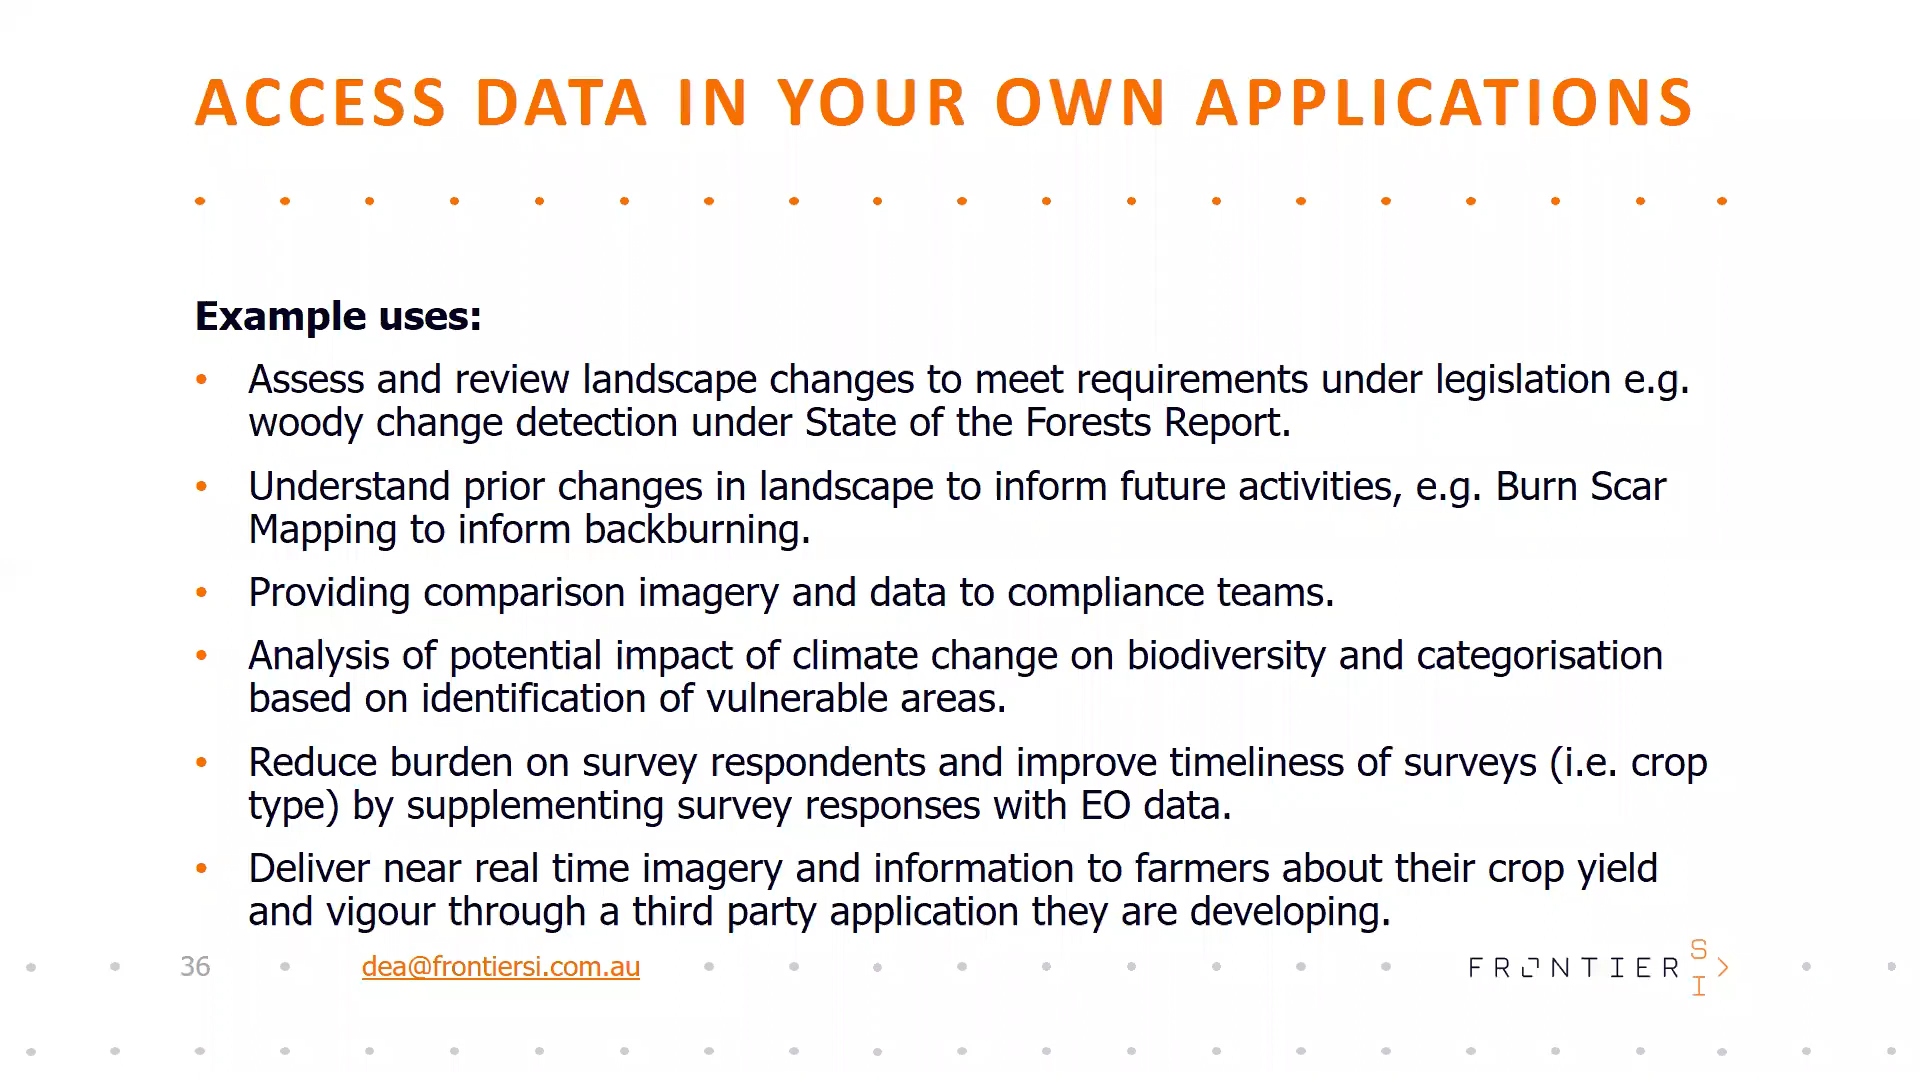 ACCESS DATA IN YOUR OWN APPLICATIONS
Example uses:
• Assess and review landscape changes to meet requirements under legislation e.g.
woody change detection under State of the Forests Report.
• Understand prior changes in landscape to inform future activities, e.g. Burn Scar
Mapping to inform backburning.
• Providing comparison imagery and data to compliance teams.
• Analysis of potential impact of climate change on biodiversity and categorisation
based on identification of vulnerable areas.
• Reduce burden on survey respondents and improve timeliness of surveys (i.e. crop
type) by supplementing survey responses with EO data.
• Deliver near real time imagery and information to farmers about their crop yield
and vigour through a third party application they are developing.
36
dea@frontiersi.com.au
FRONTIER SI >